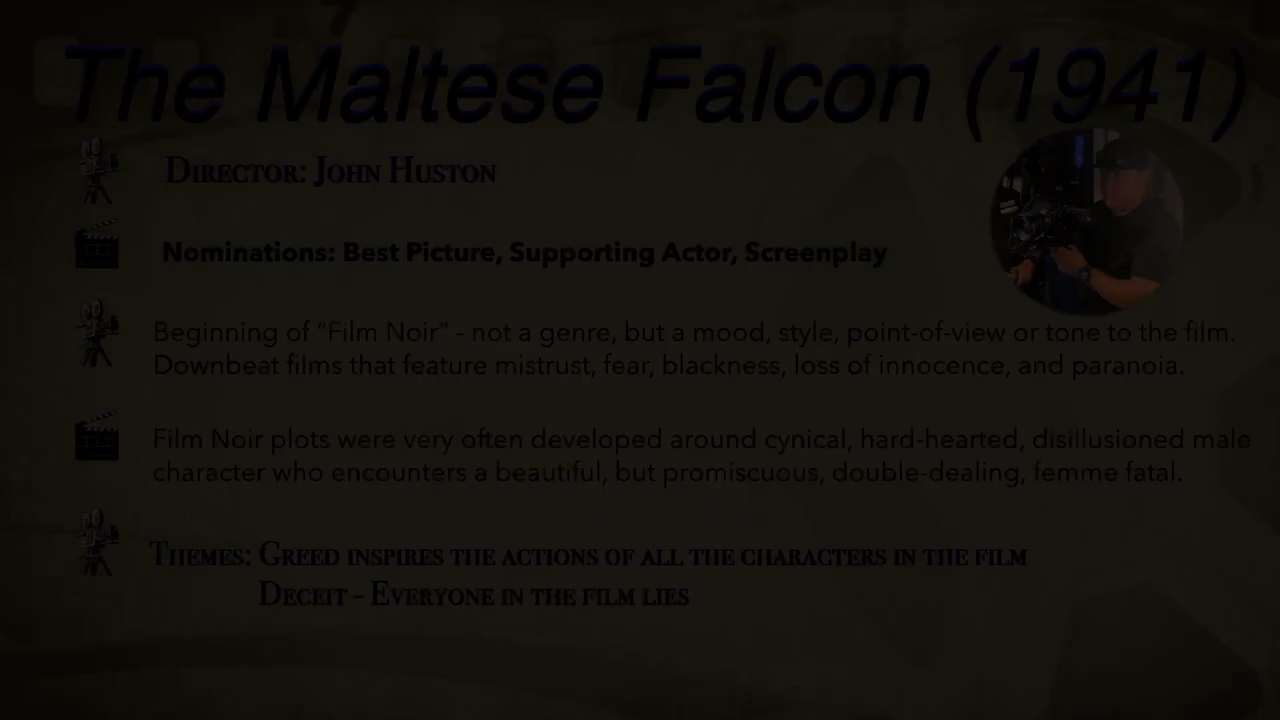 The Maltese Falcon (1941)
Director: John Huston
Nominations: Best Picture, Supporting Actor, Screenplay
Beginning of “Film Noir” - not a genre, but a mood, style, point-of-view or tone to the film.
Downbeat films that feature mistrust, fear, blackness, loss of innocence, and paranoia.
Film Noir plots were very often developed around cynical, hard-hearted, disillusioned male
character who encounters a beautiful, but promiscuous, double-dealing, femme fatal.
Themes: Greed inspires the actions of all the characters in the film
Deceit - Everyone in the film lies